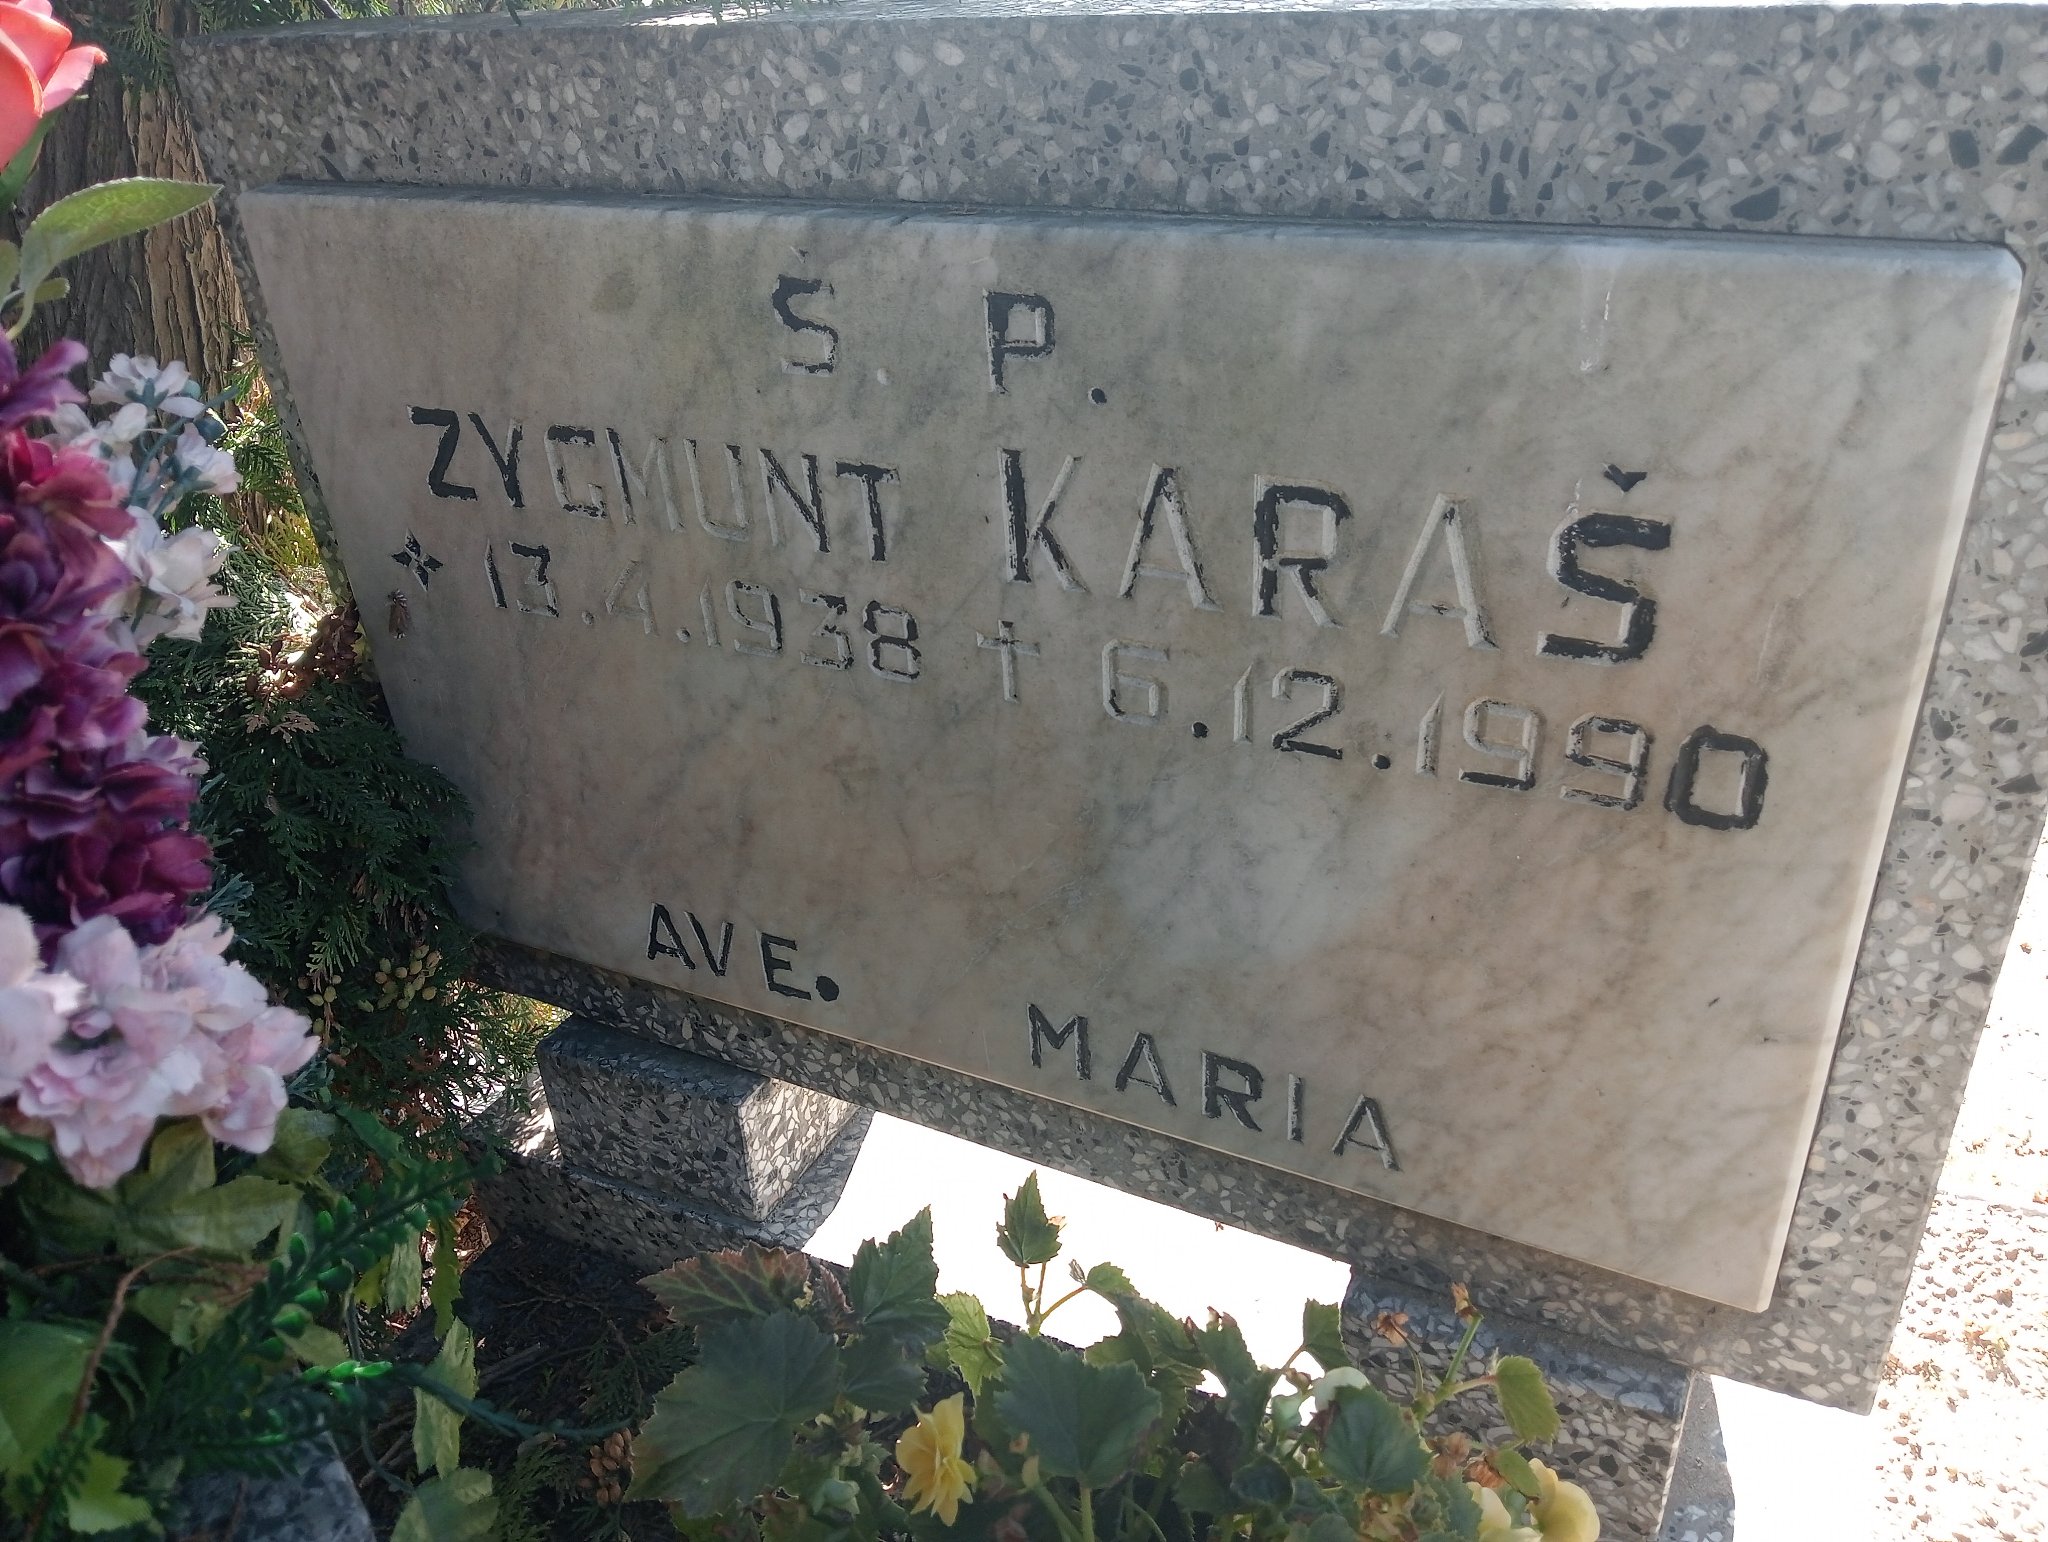 Ś P.
ZYGMUNT KARAŠ
* 13.4.1938 † 6.12.1990
AVE.
MARIA